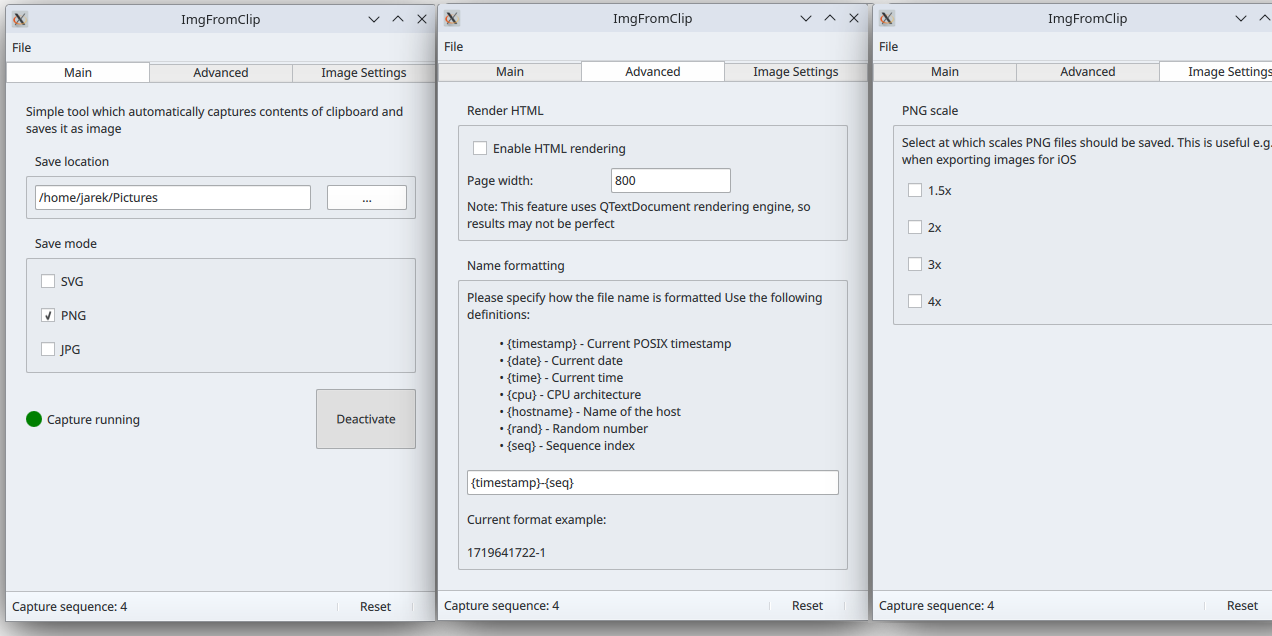 ImgFromClip
File
Main
Advanced
Image Settings
Simple tool which automatically captures contents of clipboard and
saves it as image
Save location
/home/jarek/Pictures
...
Save mode
SVG
PNG
JPG
Capture running
Deactivate
Capture sequence: 4
Reset
ImgFromClip
File
Main
Advanced
Image Settings
Render HTML
Enable HTML rendering
Page width:
800
Note: This feature uses QTextDocument rendering engine, so
results may not be perfect
Name formatting
Please specify how the file name is formatted Use the following
definitions:
• {timestamp} - Current POSIX timestamp
• {date} - Current date
• {time} - Current time
• {cpu} - CPU architecture
• {hostname} - Name of the host
• {rand} - Random number
• {seq} - Sequence index
{timestamp}-{seq}
Current format example:
1719641722-1
Capture sequence: 4
Reset
ImgFromClip
File
Main
Advanced
Image Settings
PNG scale
Select at which scales PNG files should be saved. This is useful e.g.
when exporting images for iOS
1.5x
2x
3x
4x
Capture sequence: 4
Reset